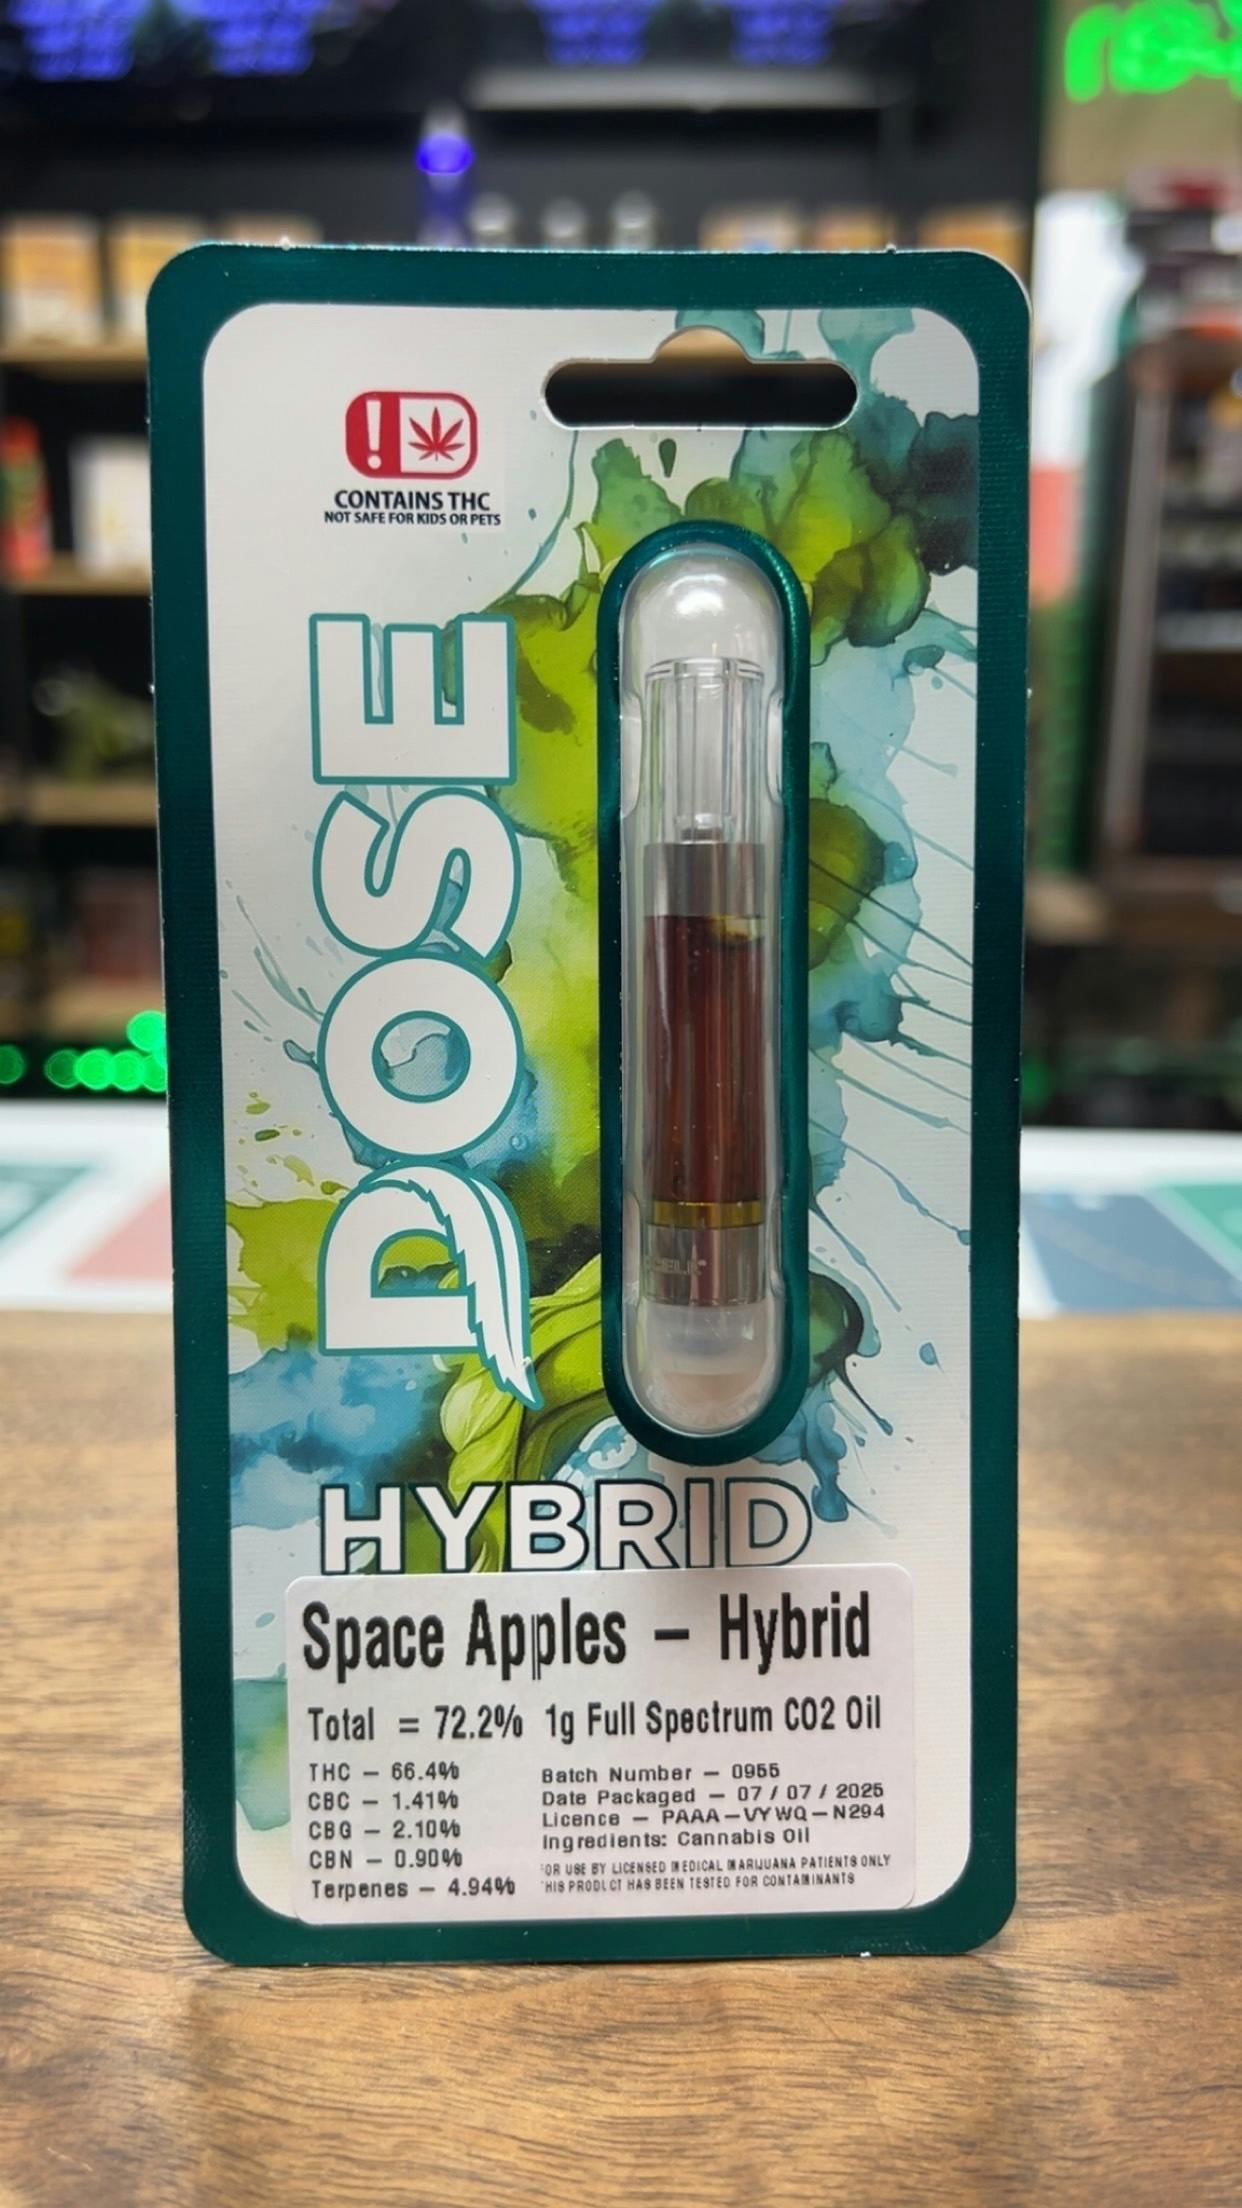 CONTAINS THC
NOT SAFE FOR KIDS OR PETS
DOSE
HYBRID
Space Apples – Hybrid
Total = 72.2% 1g Full Spectrum CO2 Oil
THC – 66.4%
CBC – 1.41%
CBG – 2.10%
CBN – 0.90%
Terpenes – 4.94%
Batch Number – 0955
Date Packaged – 07 / 07 / 2025
Licence – PAAA–VYWQ–N294
Ingredients: Cannabis Oil
FOR USE BY LICENSED MEDICAL MARIJUANA PATIENTS ONLY
THIS PRODUCT HAS BEEN TESTED FOR CONTAMINANTS